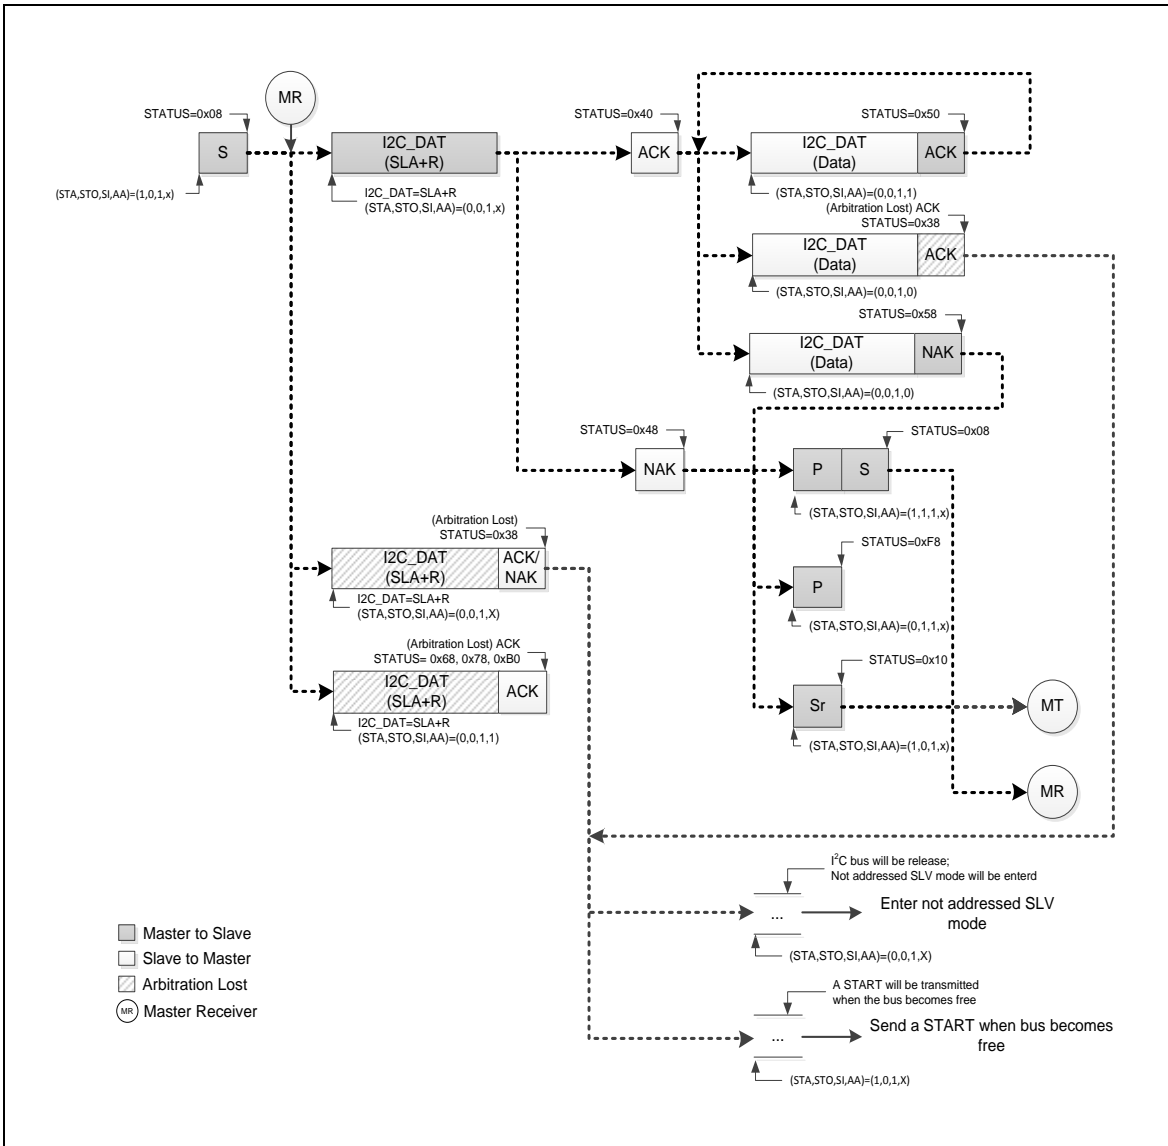 MR
STATUS=0x08
STATUS=0x40
STATUS=0x50
S
I2C_DAT
(SLA+R)
ACK
I2C_DAT
(Data)
ACK
(STA,STO,SI,AA)=(1,0,1,x)
I2C_DAT=SLA+R
(STA,STO,SI,AA)=(0,0,1,x)
(STA,STO,SI,AA)=(0,0,1,1)
(Arbitration Lost) ACK
STATUS=0x38
I2C_DAT
(Data)
ACK
(STA,STO,SI,AA)=(0,0,1,0)
STATUS=0x58
I2C_DAT
(Data)
NAK
(STA,STO,SI,AA)=(0,0,1,0)
STATUS=0x48
STATUS=0x08
NAK
P
S
(STA,STO,SI,AA)=(1,1,1,x)
(Arbitration Lost)
STATUS=0x38
I2C_DAT
(SLA+R)
ACK/
NAK
I2C_DAT=SLA+R
(STA,STO,SI,AA)=(0,0,1,X)
STATUS=0xF8
P
(STA,STO,SI,AA)=(0,1,1,x)
(Arbitration Lost) ACK
STATUS= 0x68, 0x78, 0xB0
I2C_DAT
(SLA+R)
ACK
I2C_DAT=SLA+R
(STA,STO,SI,AA)=(0,0,1,1)
STATUS=0x10
Sr
MT
(STA,STO,SI,AA)=(1,0,1,x)
MR
I²C bus will be release;
Not addressed SLV mode will be enterd
...
Enter not addressed SLV
mode
(STA,STO,SI,AA)=(0,0,1,X)
A START will be transmitted
when the bus becomes free
...
Send a START when bus becomes
free
(STA,STO,SI,AA)=(1,0,1,X)
Master to Slave
Slave to Master
Arbitration Lost
MR Master Receiver